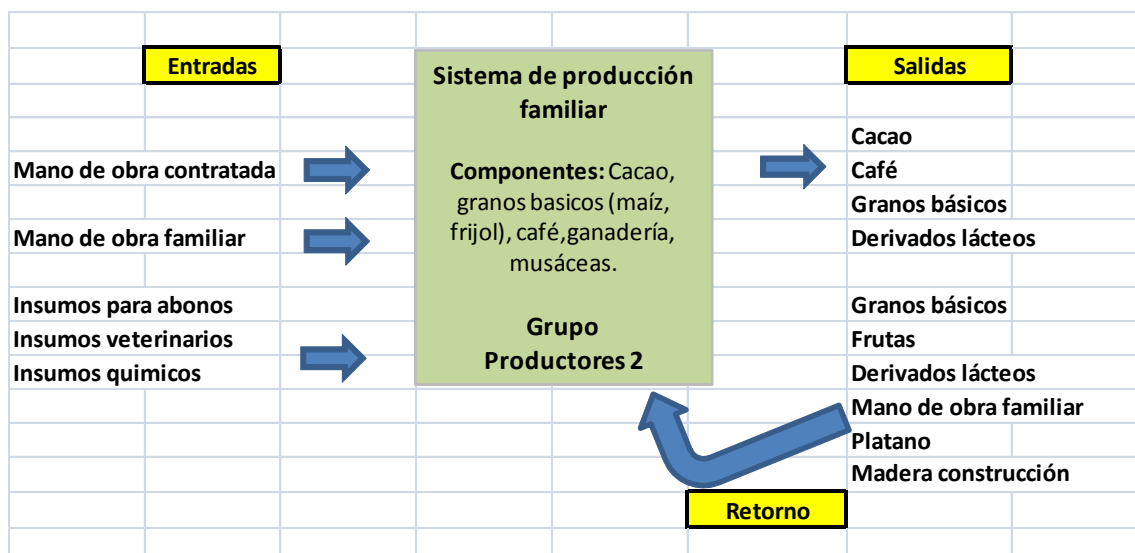 Entradas
Mano de obra contratada
Mano de obra familiar
Insumos para abonos
Insumos veterinarios
Insumos quimicos
Sistema de producción
familiar
Componentes: Cacao,
granos basicos (maíz,
frijol), café,ganadería,
musáceas.
Grupo
Productores 2
Salidas
Cacao
Café
Granos básicos
Derivados lácteos
Granos básicos
Frutas
Derivados lácteos
Mano de obra familiar
Platano
Madera construcción
Retorno